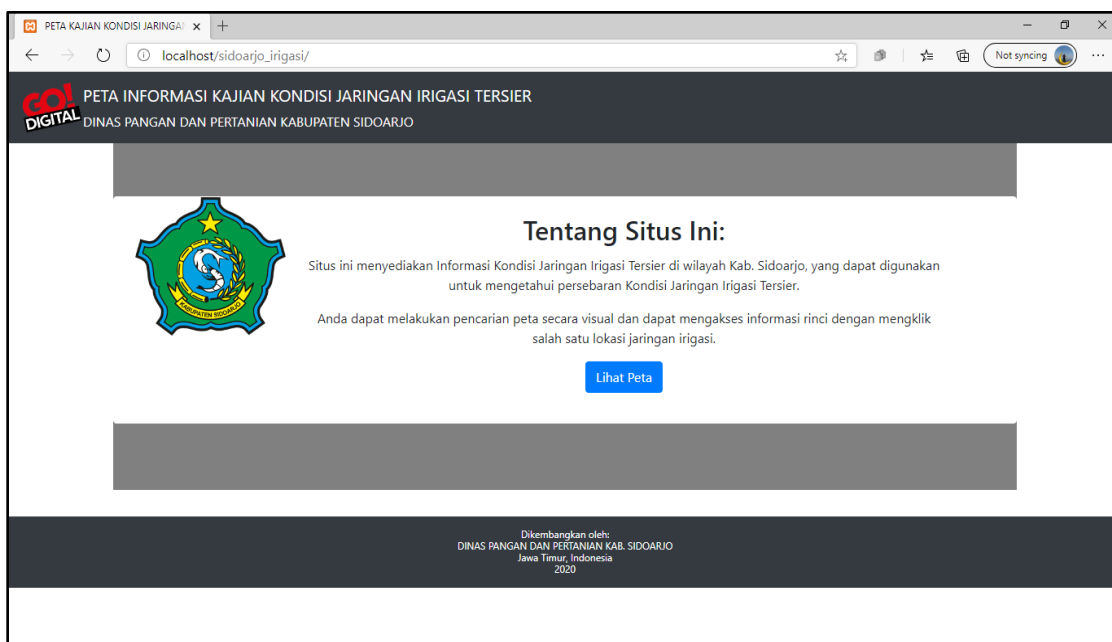 PETA KAJIAN KONDISI JARINGA
localhost/sidoarjo_irigasi/
Not syncing
GO!
DIGITAL
PETA INFORMASI KAJIAN KONDISI JARINGAN IRIGASI TERSIER
DINAS PANGAN DAN PERTANIAN KABUPATEN SIDOARJO
KABUPATEN SIDOARJO
Tentang Situs Ini:
Situs ini menyediakan Informasi Kondisi Jaringan Irigasi Tersier di wilayah Kab. Sidoarjo, yang dapat digunakan
untuk mengetahui persebaran Kondisi Jaringan Irigasi Tersier.
Anda dapat melakukan pencarian peta secara visual dan dapat mengakses informasi rinci dengan mengklik
salah satu lokasi jaringan irigasi.
Lihat Peta
Dikembangkan oleh:
DINAS PANGAN DAN PERTANIAN KAB. SIDOARJO
Jawa Timur, Indonesia
2020